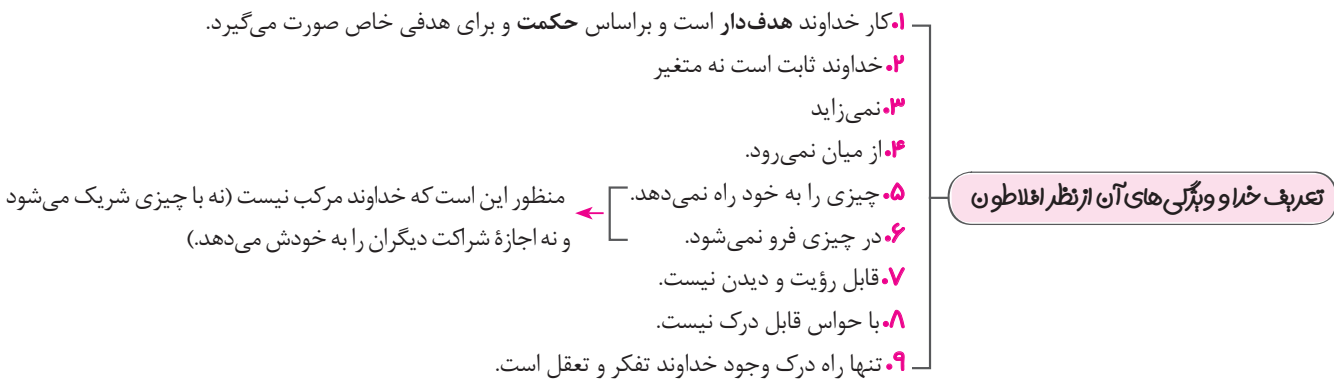 تعریف خدا و ویژگی‌های آن از نظر افلاطون
۱. کار خداوند هدف‌دار است و براساس حکمت و برای هدفی خاص صورت می‌گیرد.
۲. خداوند ثابت است نه متغیر
۳. نمی‌زاید
۴. از میان نمی‌رود.
۵. چیزی را به خود راه نمی‌دهد.
۶. در چیزی فرو نمی‌شود.
منظور این است که خداوند مرکب نیست (نه با چیزی شریک می‌شود
و نه اجازهٔ شراکت دیگران را به خودش می‌دهد.)
۷. قابل رؤیت و دیدن نیست.
۸. با حواس قابل درک نیست.
۹. تنها راه درک وجود خداوند تفکر و تعقل است.